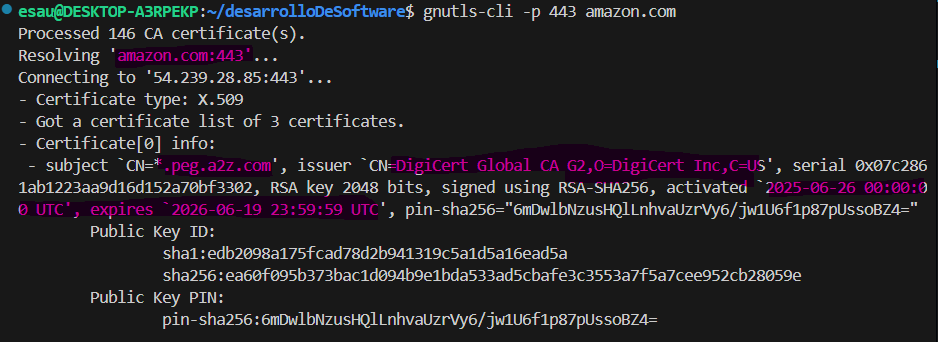 esau@DESKTOP-A3RPEKP:~/desarrolloDeSoftware$ gnutls-cli -p 443 amazon.com
Processed 146 CA certificate(s).
Resolving 'amazon.com:443'...
Connecting to '54.239.28.85:443'...
- Certificate type: X.509
- Got a certificate list of 3 certificates.
- Certificate[0] info:
 - subject `CN=*.peg.a2z.com', issuer `CN=DigiCert Global CA G2,O=DigiCert Inc,C=US', serial 0x07c286
1ab1223aa9d16d152a70bf3302, RSA key 2048 bits, signed using RSA-SHA256, activated `2025-06-26 00:00:0
0 UTC', expires `2026-06-19 23:59:59 UTC', pin-sha256="6mDwlbNzusHQlLnhvaUzrVy6/jw1U6f1p87pUssoBZ4="
Public Key ID:
sha1:edb2098a175fcad78d2b941319c5a1d5a16ead5a
sha256:ea60f095b373bac1d094b9e1bda533ad5cbafe3c3553a7f5a7cee952cb28059e
Public Key PIN:
pin-sha256:6mDwlbNzusHQlLnhvaUzrVy6/jw1U6f1p87pUssoBZ4=